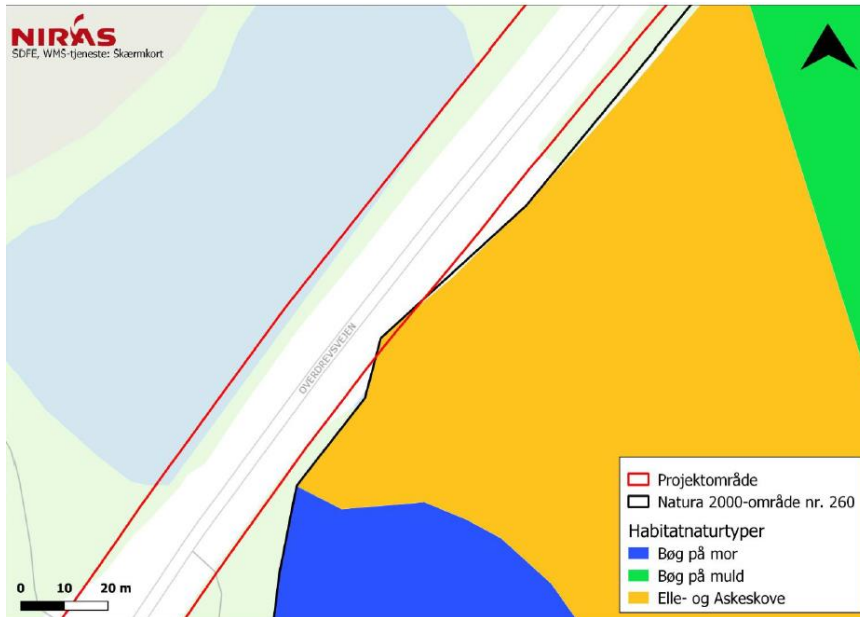 NIRAS
SDFE, WMS-tjeneste: Skærmkort
OVERDREVSVEJEN
Projektområde
Natura 2000-område nr. 260
Habitatnaturtyper
Bøg på mor
Bøg på muld
Elle- og Askeskove
0 10 20 m